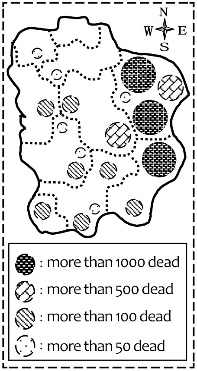 N
W E
S
: more than 1000 dead
: more than 500 dead
: more than 100 dead
: more than 50 dead